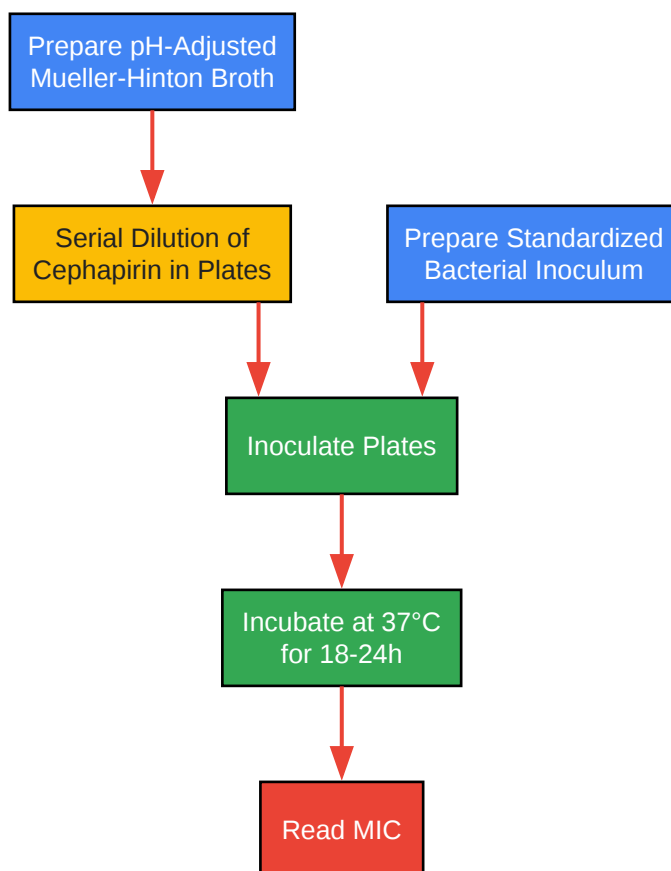 Prepare pH-Adjusted
Mueller-Hinton Broth
Serial Dilution of
Cephapirin in Plates
Prepare Standardized
Bacterial Inoculum
Inoculate Plates
Incubate at 37°C
for 18-24h
Read MIC